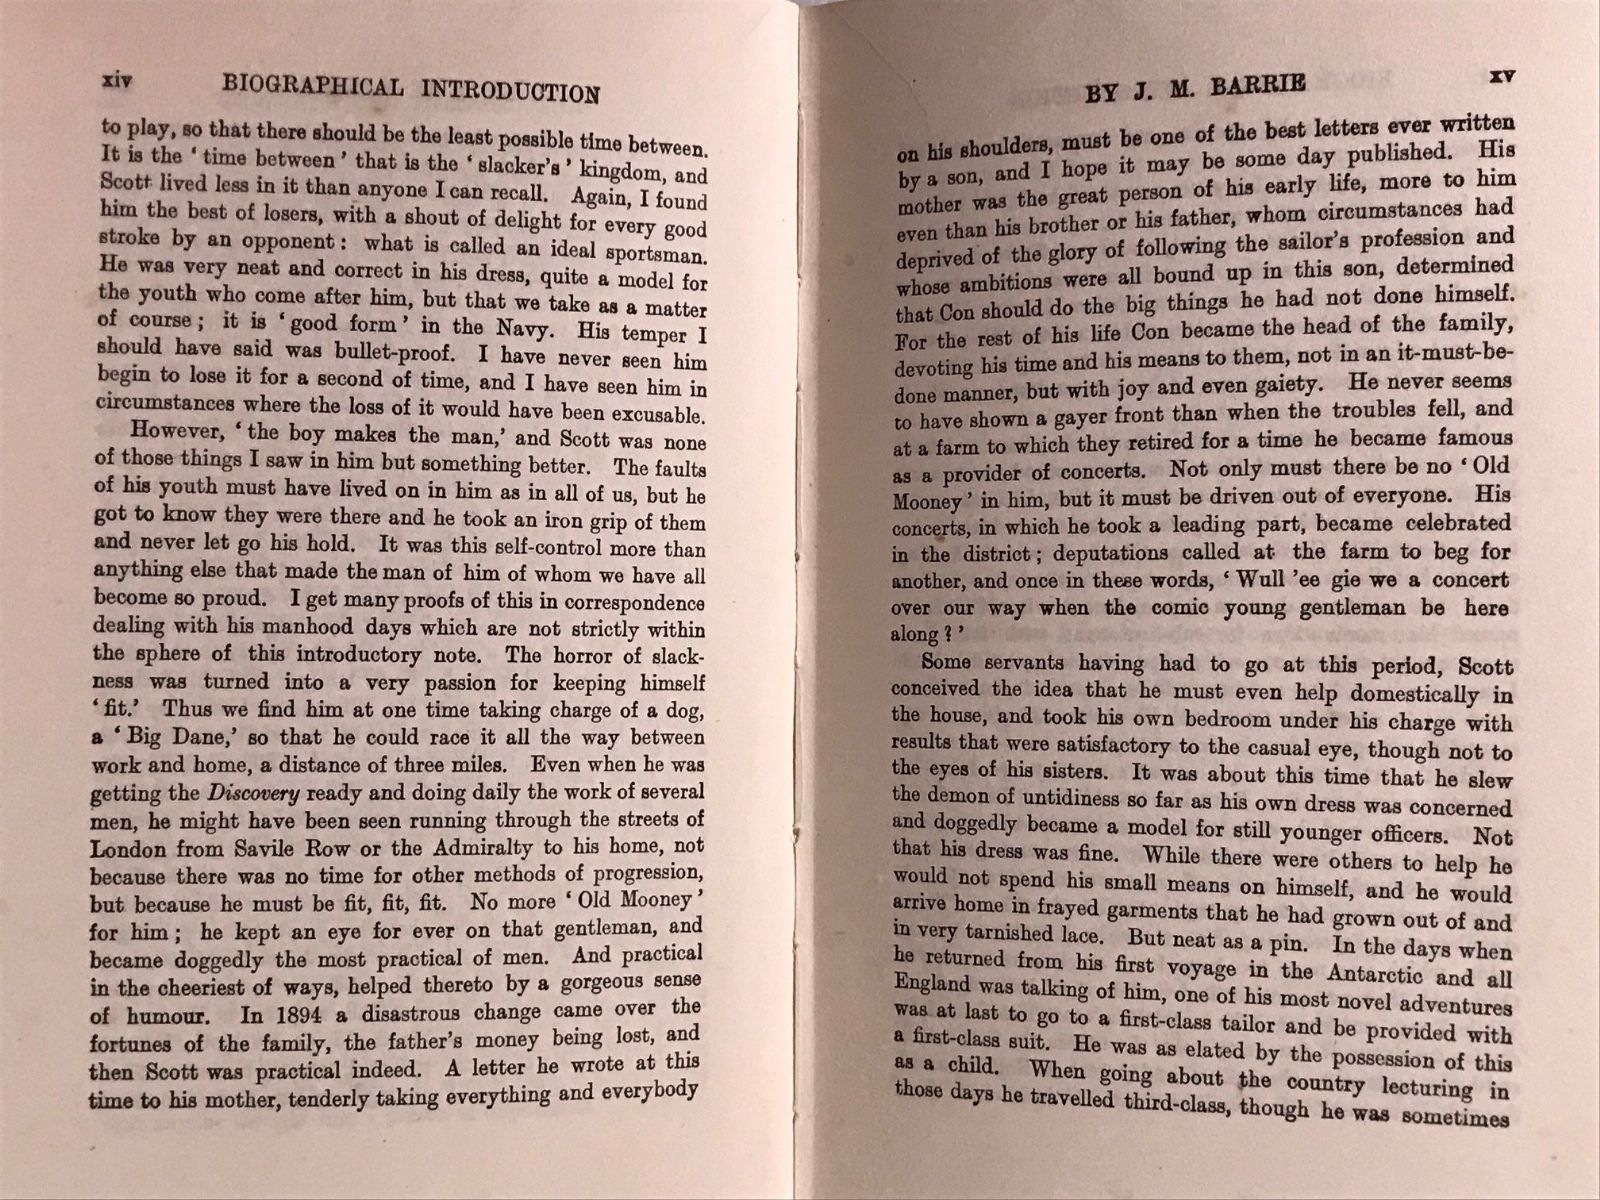 xiv BIOGRAPHICAL INTRODUCTION
to play, so that there should be the least possible time between.
It is the ‘ time between ’ that is the ‘ slacker’s ’ kingdom, and
Scott lived less in it than anyone I can recall. Again, I found
him the best of losers, with a shout of delight for every good
stroke by an opponent : what is called an ideal sportsman.
He was very neat and correct in his dress, quite a model for
the youth who come after him, but that we take as a matter
of course ; it is ‘ good form ’ in the Navy. His temper I
should have said was bullet-proof. I have never seen him
begin to lose it for a second of time, and I have seen him in
circumstances where the loss of it would have been excusable.
However, ‘ the boy makes the man,’ and Scott was none
of those things I saw in him but something better. The faults
of his youth must have lived on in him as in all of us, but he
got to know they were there and he took an iron grip of them
and never let go his hold. It was this self-control more than
anything else that made the man of him of whom we have all
become so proud. I get many proofs of this in correspondence
dealing with his manhood days which are not strictly within
the sphere of this introductory note. The horror of slack-
ness was turned into a very passion for keeping himself
‘ fit.’ Thus we find him at one time taking charge of a dog,
a ‘ Big Dane,’ so that he could race it all the way between
work and home, a distance of three miles. Even when he was
getting the Discovery ready and doing daily the work of several
men, he might have been seen running through the streets of
London from Savile Row or the Admiralty to his home, not
because there was no time for other methods of progression,
but because he must be fit, fit, fit. No more ‘ Old Mooney ’
for him ; he kept an eye for ever on that gentleman, and
became doggedly the most practical of men. And practical
in the cheeriest of ways, helped thereto by a gorgeous sense
of humour. In 1894 a disastrous change came over the
fortunes of the family, the father’s money being lost, and
then Scott was practical indeed. A letter he wrote at this
time to his mother, tenderly taking everything and everybody
BY J. M. BARRIE xv
on his shoulders, must be one of the best letters ever written
by a son, and I hope it may be some day published. His
mother was the great person of his early life, more to him
even than his brother or his father, whom circumstances had
deprived of the glory of following the sailor’s profession and
whose ambitions were all bound up in this son, determined
that Con should do the big things he had not done himself.
For the rest of his life Con became the head of the family,
devoting his time and his means to them, not in an it-must-be-
done manner, but with joy and even gaiety. He never seems
to have shown a gayer front than when the troubles fell, and
at a farm to which they retired for a time he became famous
as a provider of concerts. Not only must there be no ‘ Old
Mooney ’ in him, but it must be driven out of everyone. His
concerts, in which he took a leading part, became celebrated
in the district ; deputations called at the farm to beg for
another, and once in these words, ‘ Wull ’ee gie we a concert
over our way when the comic young gentleman be here
along ? ’
Some servants having had to go at this period, Scott
conceived the idea that he must even help domestically in
the house, and took his own bedroom under his charge with
results that were satisfactory to the casual eye, though not to
the eyes of his sisters. It was about this time that he slew
the demon of untidiness so far as his own dress was concerned
and doggedly became a model for still younger officers. Not
that his dress was fine. While there were others to help he
would not spend his small means on himself, and he would
arrive home in frayed garments that he had grown out of and
in very tarnished lace. But neat as a pin. In the days when
he returned from his first voyage in the Antarctic and all
England was talking of him, one of his most novel adventures
was at last to go to a first-class tailor and be provided with
a first-class suit. He was as elated by the possession of this
as a child. When going about the country lecturing in
those days he travelled third-class, though he was sometimes